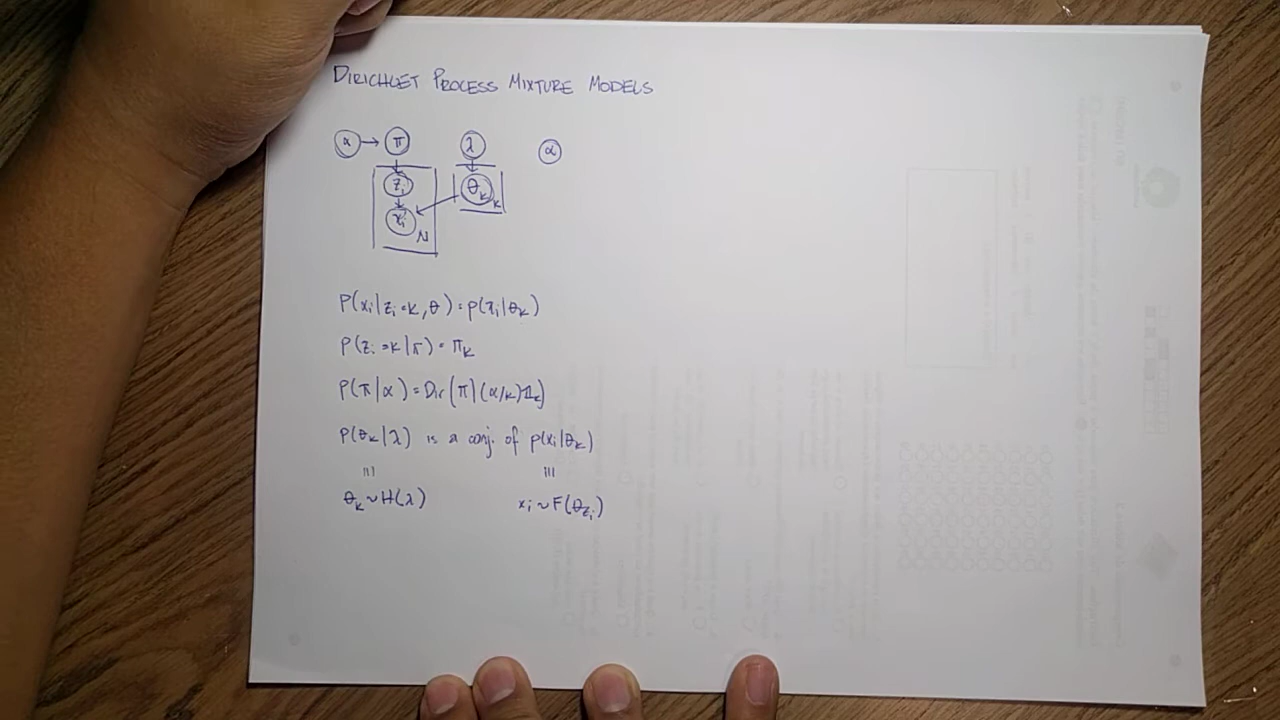 DIRICHLET PROCESS MIXTURE MODELS
α → π λ α
z_i θ_k K
x_i N
P(x_i|z_i=k,θ)=p(x_i|θ_k)
P(z_i=k|π)=π_k
P(π|α)=Dir(π|(α/K)𝟙_k)
P(θ_k|λ) is a conj. of p(x_i|θ_k)
θ_k~H(λ) x_i~F(θ_{z_i})